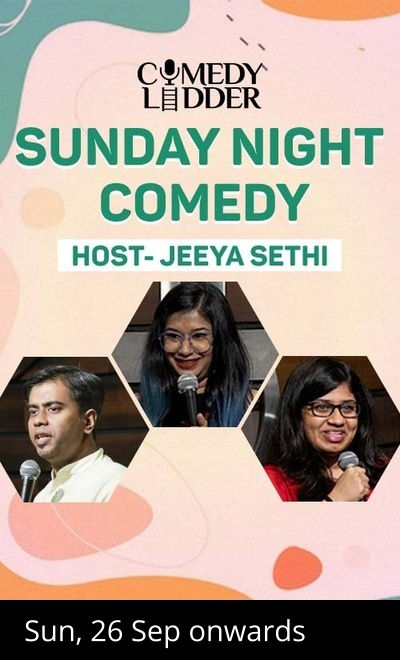 COMEDY
LADDER
SUNDAY NIGHT
COMEDY
HOST- JEEYA SETHI
Sun, 26 Sep onwards